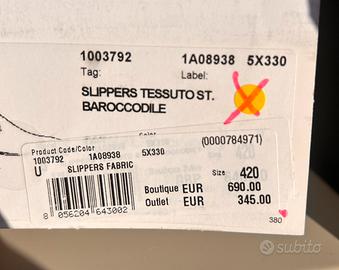 1003792 1A08938 5X330
Tag: Label:
SLIPPERS TESSUTO ST.
BAROCCODILE
Color
Product Code/Color (0000784971)
1003792 1A08938 5X330
U SLIPPERS FABRIC Size 420
Boutique EUR 690.00
Outlet EUR 345.00
8 056204 643002
380
subito